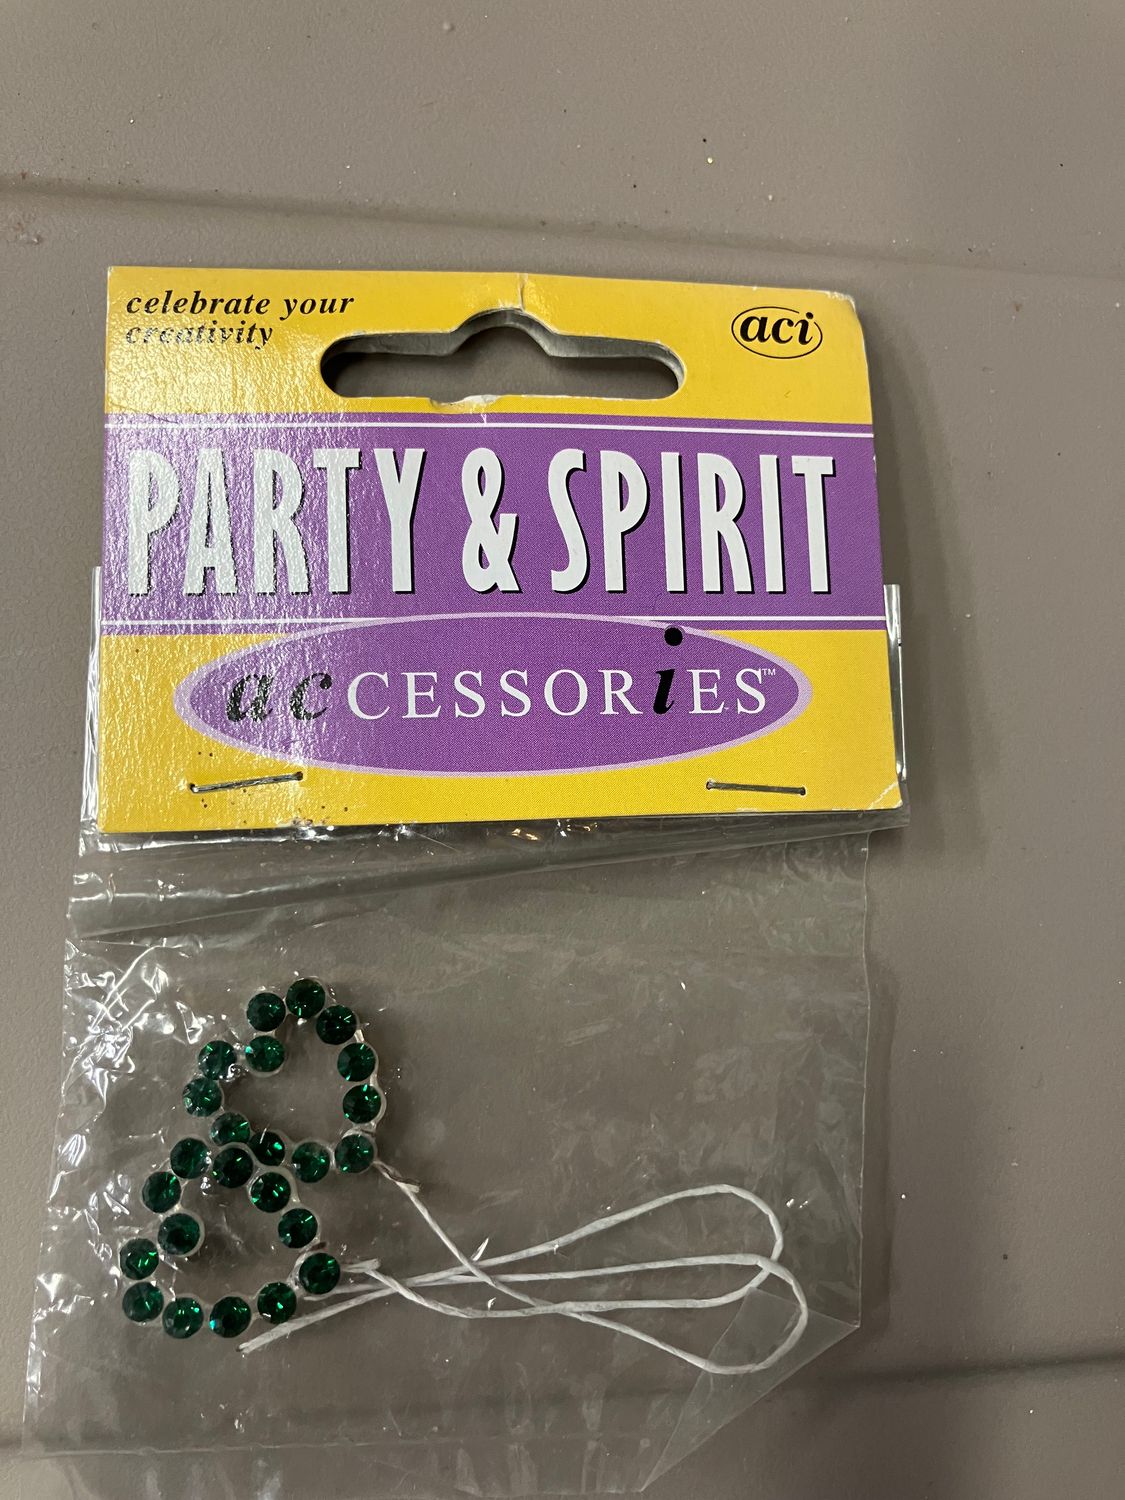 celebrate your
creativity
aci
PARTY & SPIRIT
acCESSORiES™